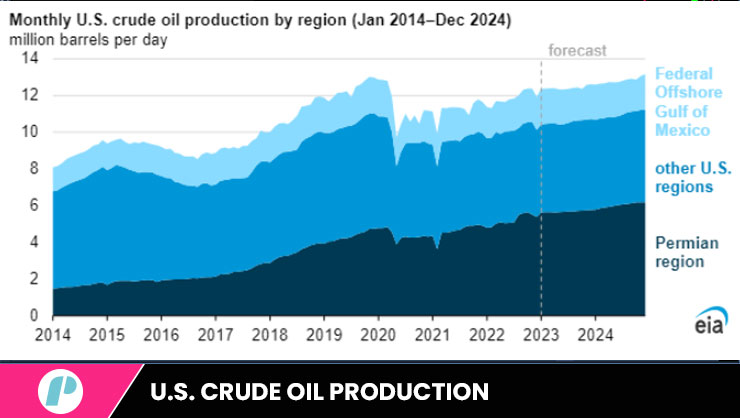 Monthly U.S. crude oil production by region (Jan 2014–Dec 2024)
million barrels per day
14
12
10
8
6
4
2
0
forecast
Federal
Offshore
Gulf of
Mexico
other U.S.
regions
Permian
region
2014 2015 2016 2017 2018 2019 2020 2021 2022 2023 2024
eia
P
U.S. CRUDE OIL PRODUCTION